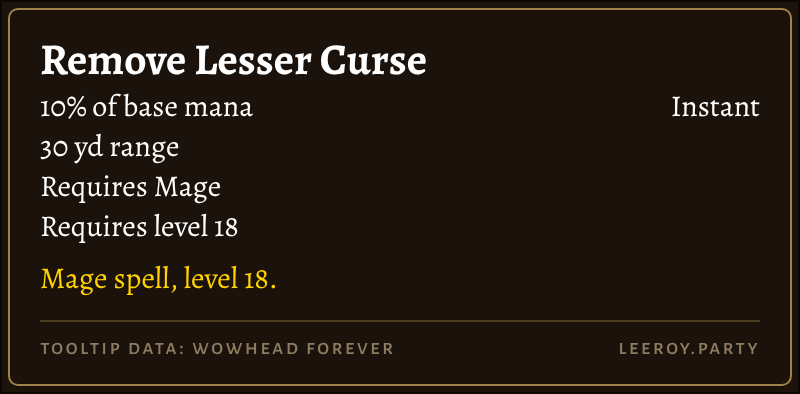 Remove Lesser Curse
10% of base mana Instant
30 yd range
Requires Mage
Requires level 18
Mage spell, level 18.
TOOLTIP DATA: WOWHEAD FOREVER LEEROY.PARTY